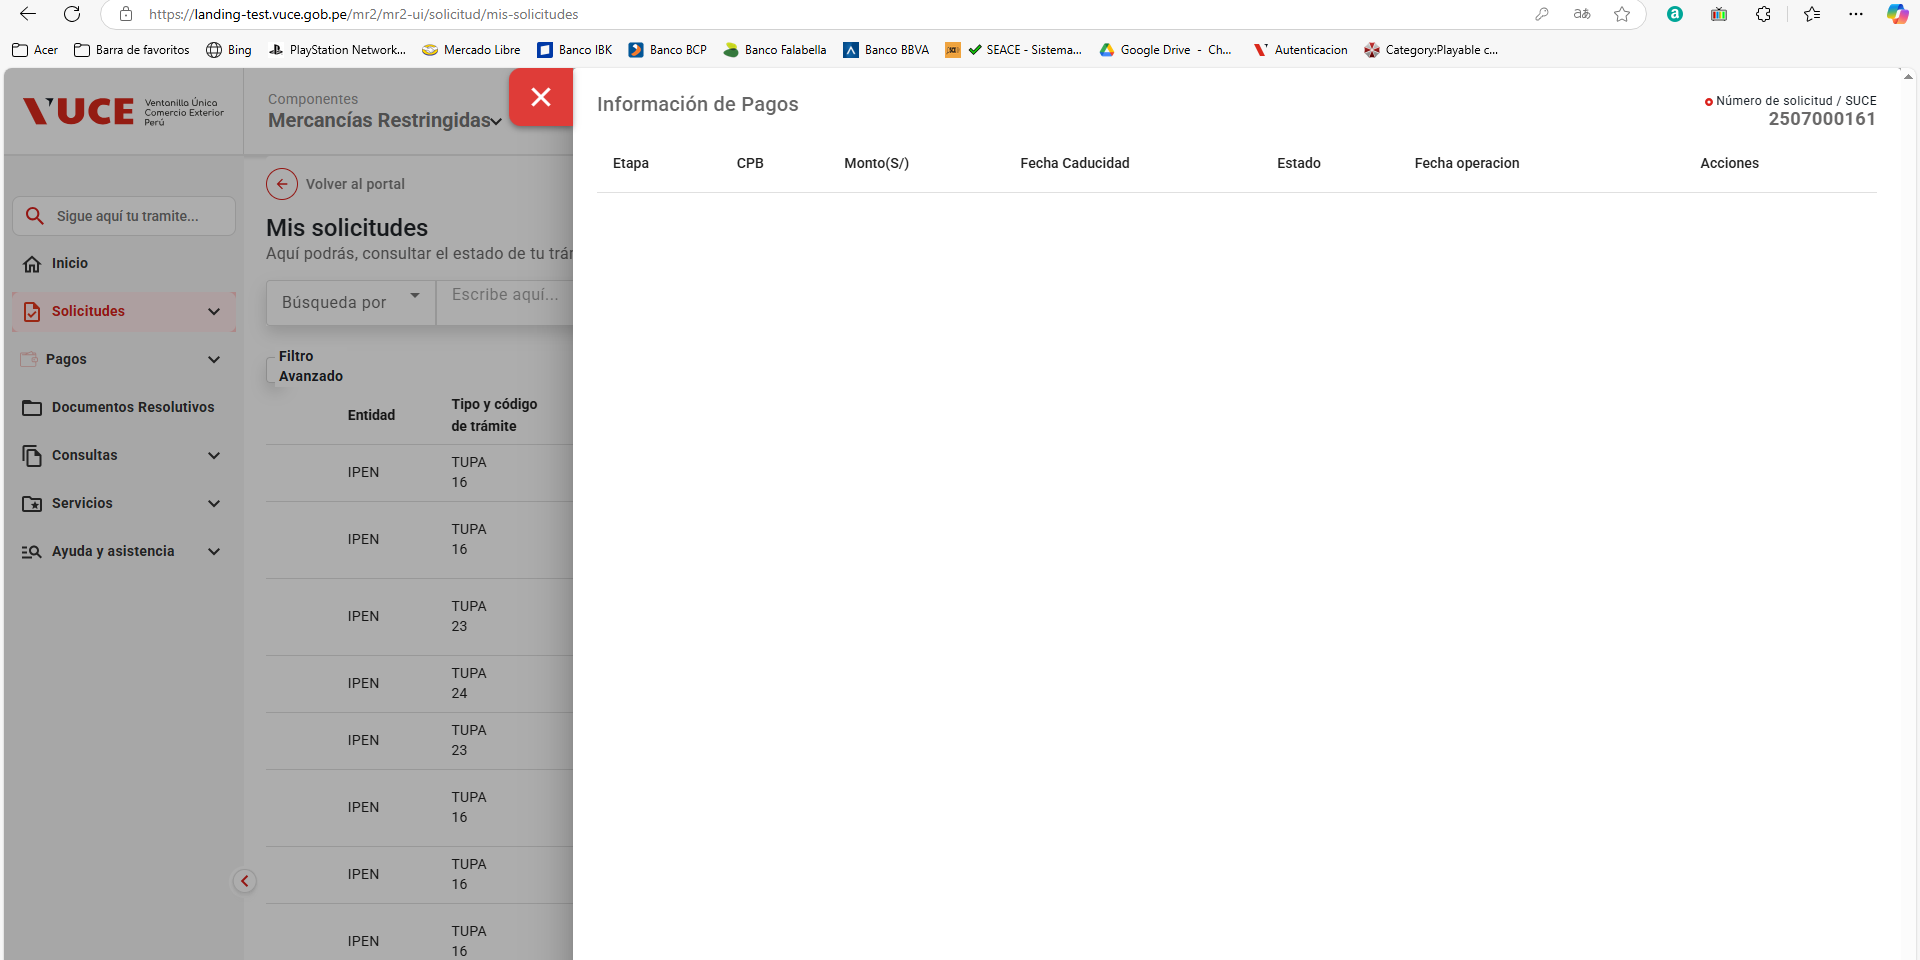 https://landing-test.vuce.gob.pe/mr2/mr2-ui/solicitud/mis-solicitudes
aあ
a
Acer
Barra de favoritos
Bing
PlayStation Network...
Mercado Libre
Banco IBK
Banco BCP
Banco Falabella
Banco BBVA
SEACE - Sistema...
Google Drive - Ch...
Autenticacion
Category:Playable c...
VUCE
Ventanilla Única
Comercio Exterior
Perú
Componentes
Mercancías Restringidas
Sigue aquí tu tramite...
Inicio
Solicitudes
Pagos
Documentos Resolutivos
Consultas
Servicios
Ayuda y asistencia
Volver al portal
Mis solicitudes
Aquí podrás, consultar el estado de tu trán
Búsqueda por
Escribe aquí...
Filtro
Avanzado
Entidad
Tipo y código
de trámite
IPEN
TUPA
16
IPEN
TUPA
16
IPEN
TUPA
23
IPEN
TUPA
24
IPEN
TUPA
23
IPEN
TUPA
16
IPEN
TUPA
16
IPEN
TUPA
16
Información de Pagos
Número de solicitud / SUCE
2507000161
Etapa
CPB
Monto(S/)
Fecha Caducidad
Estado
Fecha operacion
Acciones